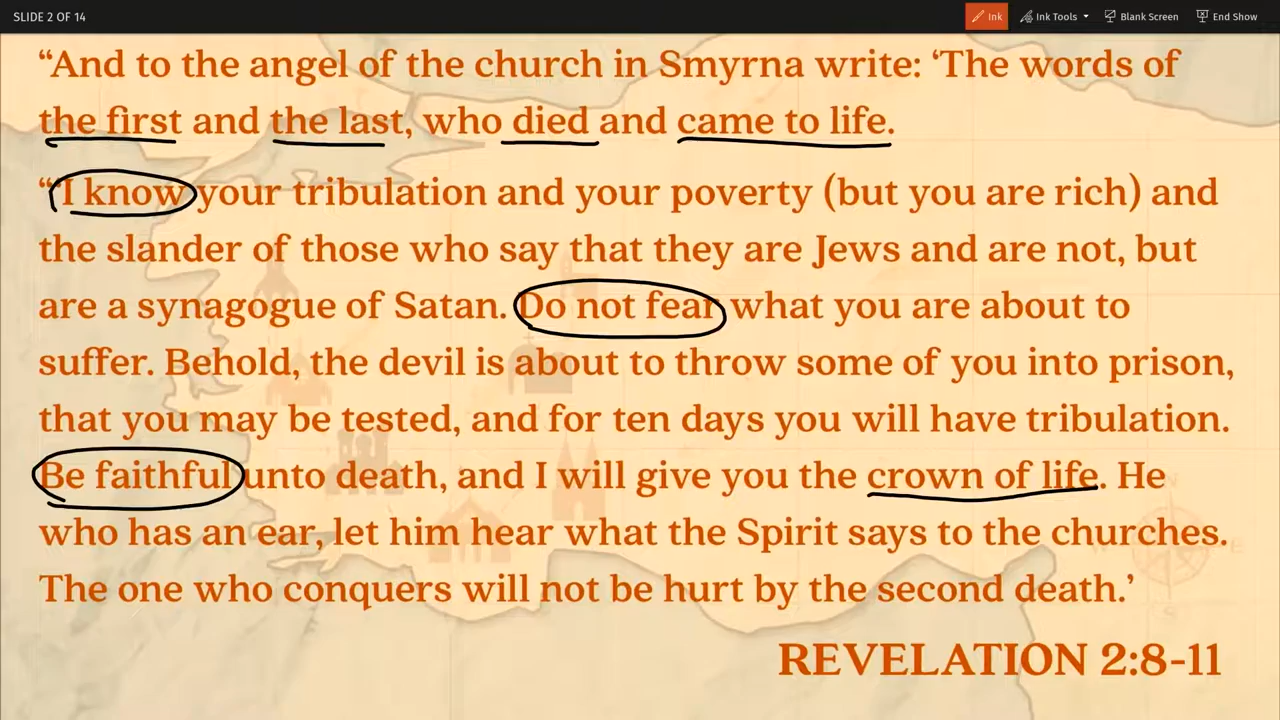 SLIDE 2 OF 14
Ink
Ink Tools
Blank Screen
End Show
“And to the angel of the church in Smyrna write: ‘The words of
the first and the last, who died and came to life.
“‘I know your tribulation and your poverty (but you are rich) and
the slander of those who say that they are Jews and are not, but
are a synagogue of Satan. Do not fear what you are about to
suffer. Behold, the devil is about to throw some of you into prison,
that you may be tested, and for ten days you will have tribulation.
Be faithful unto death, and I will give you the crown of life. He
who has an ear, let him hear what the Spirit says to the churches.
The one who conquers will not be hurt by the second death.’
REVELATION 2:8-11